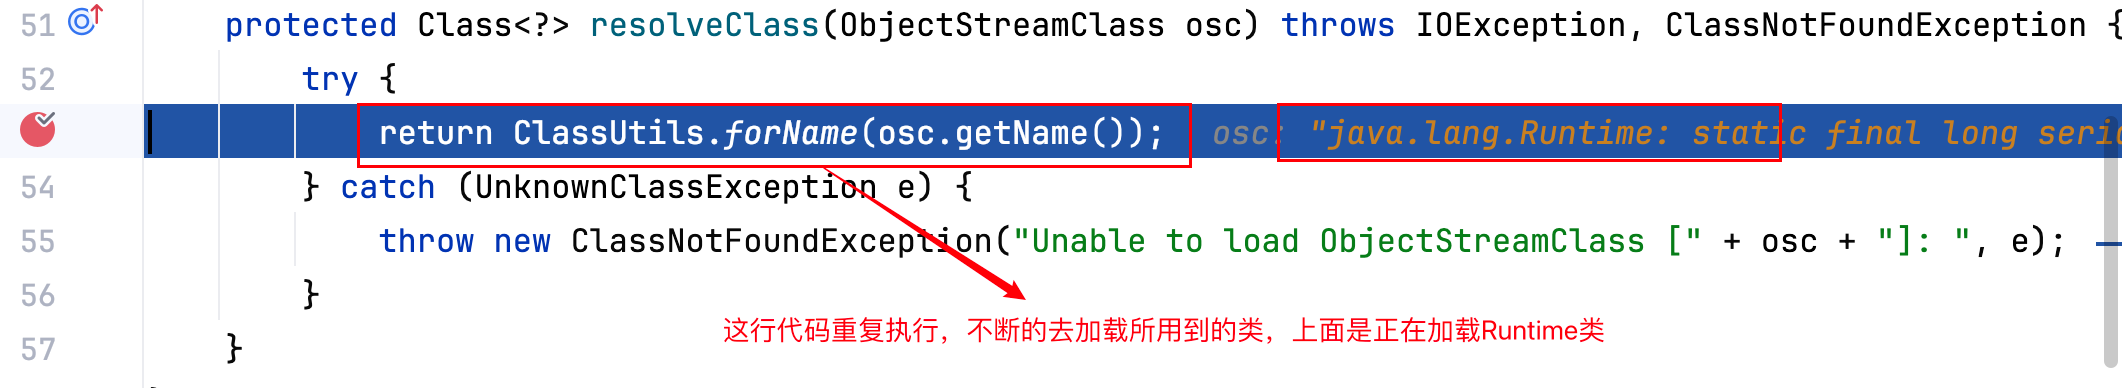 51 protected Class<?> resolveClass(ObjectStreamClass osc) throws IOException, ClassNotFoundException {
52 try {
return ClassUtils.forName(osc.getName()); osc: "java.lang.Runtime: static final long seria
54 } catch (UnknownClassException e) {
55 throw new ClassNotFoundException("Unable to load ObjectStreamClass [" + osc + "]: ", e);
56 }
这行代码重复执行，不断的去加载所用到的类，上面是正在加载Runtime类
57 }